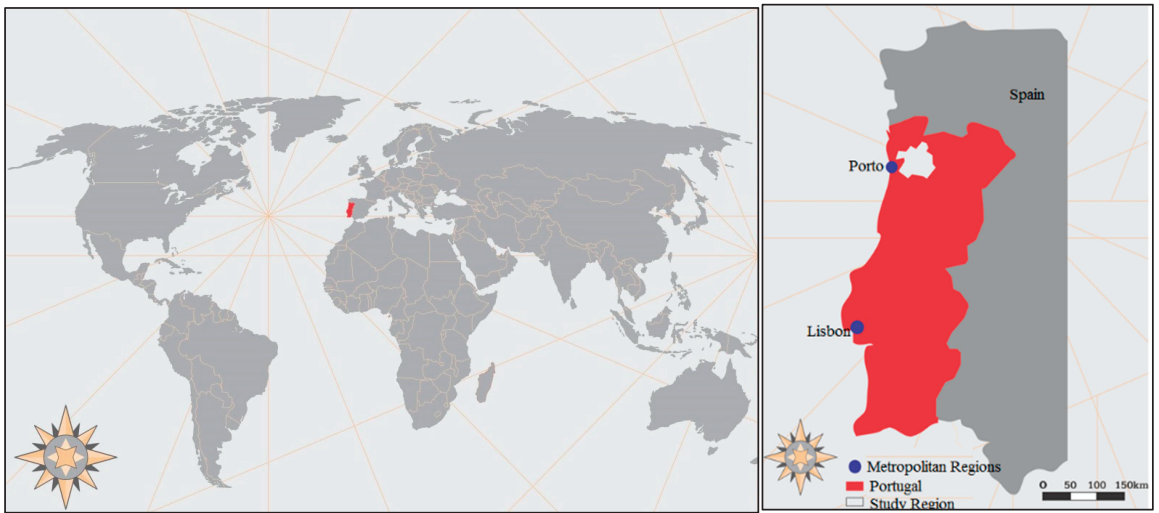 Spain
Porto
Lisbon
Metropolitan Regions
Portugal
Study Region
0 50 100 150km